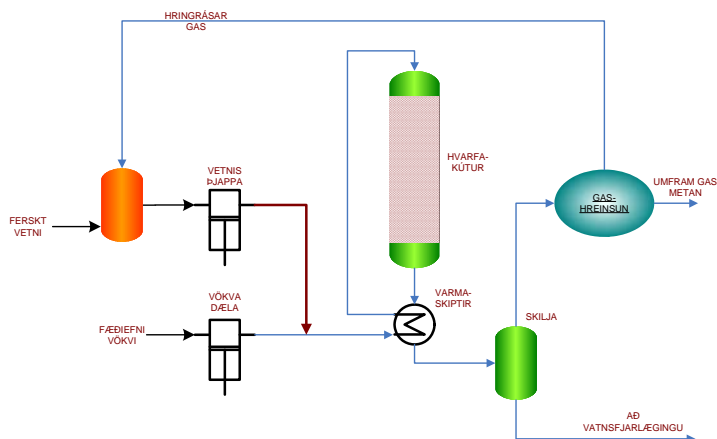 HRINGRÁSAR
GAS
VETNIS
ÞJAPPA
HVARFA-
KÚTUR
GAS-
HREINSUN
UMFRAM GAS
METAN
FERSKT
VETNI
VÖKVA
DÆLA
VARMA-
SKIPTIR
SKILJA
FÆÐIEFNI
VÖKVI
AÐ
VATNSFJARLÆGINGU